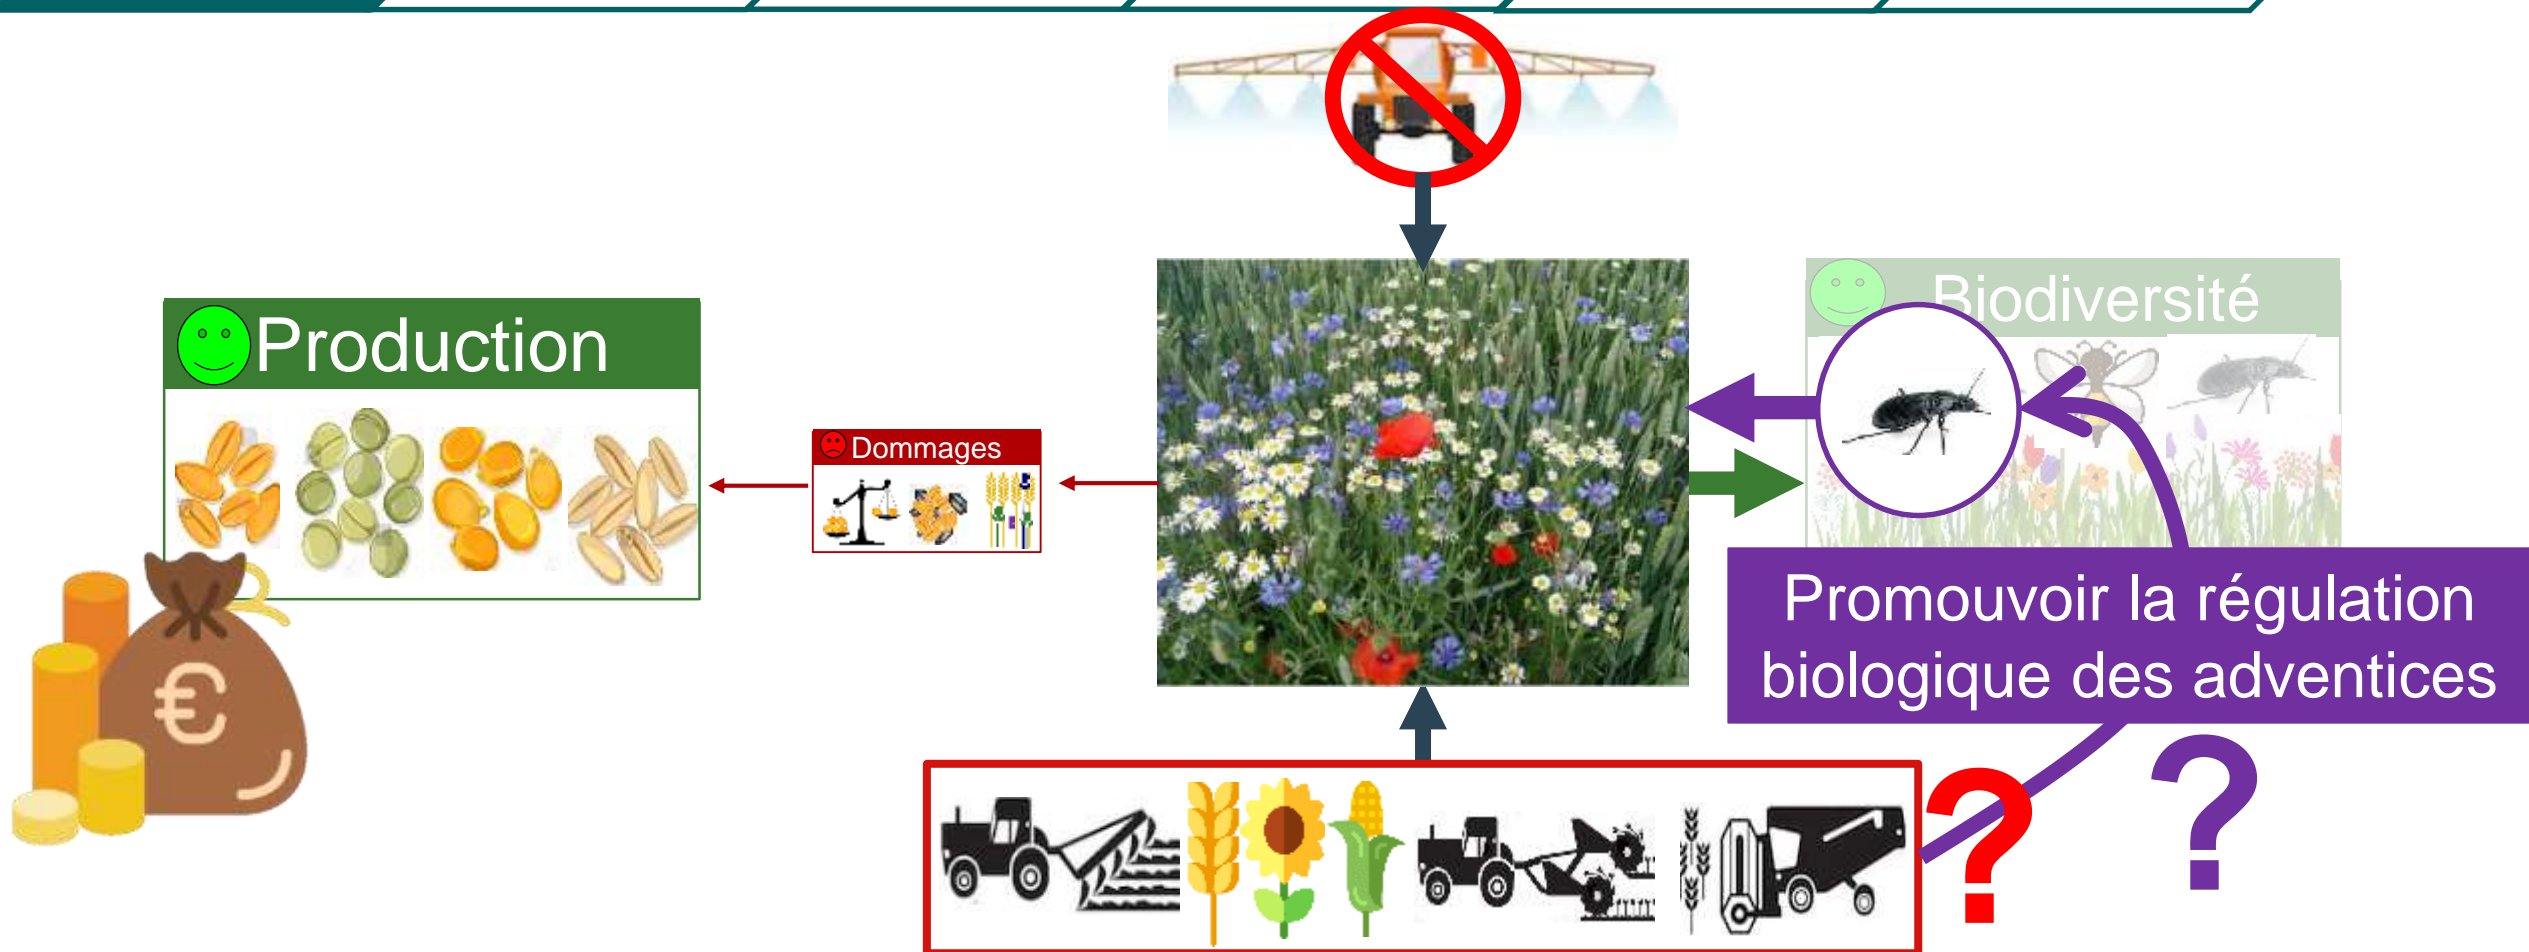 Biodiversité
Production
Dommages
Promouvoir la régulation
biologique des adventices
€
? ?